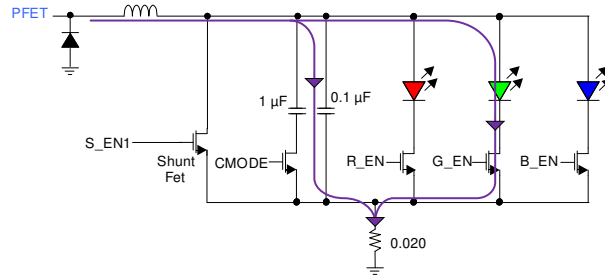 PFET
1 µF
0.1 µF
S_EN1
Shunt
Fet
CMODE
R_EN
G_EN
B_EN
0.020